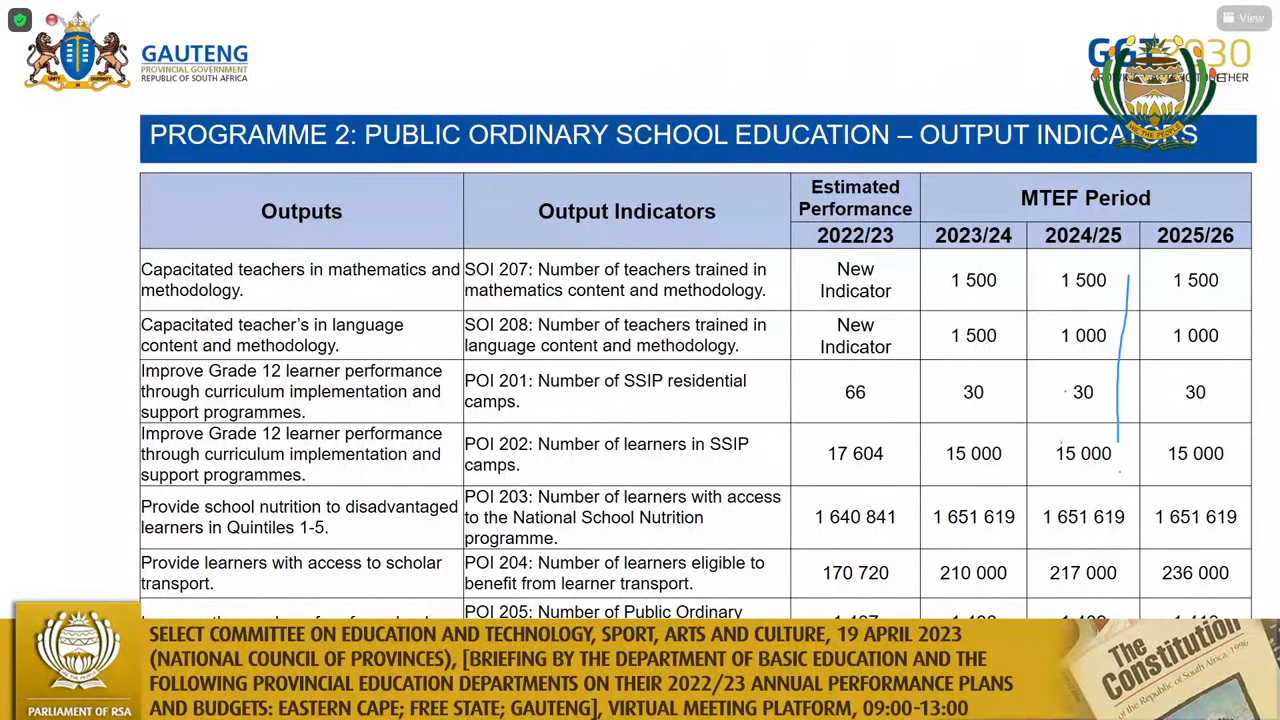 View
GAUTENG
PROVINCIAL GOVERNMENT
REPUBLIC OF SOUTH AFRICA
UNITY IN DIVERSITY
PROGRAMME 2: PUBLIC ORDINARY SCHOOL EDUCATION – OUTPUT INDICATORS
Outputs
Output Indicators
Estimated
Performance
2022/23
MTEF Period
2023/24 2024/25 2025/26
Capacitated teachers in mathematics and
methodology.
SOI 207: Number of teachers trained in
mathematics content and methodology.
New
Indicator
1 500 1 500 1 500
Capacitated teacher's in language
content and methodology.
SOI 208: Number of teachers trained in
language content and methodology.
New
Indicator
1 500 1 000 1 000
Improve Grade 12 learner performance
through curriculum implementation and
support programmes.
POI 201: Number of SSIP residential
camps.
66 30 30 30
Improve Grade 12 learner performance
through curriculum implementation and
support programmes.
POI 202: Number of learners in SSIP
camps.
17 604 15 000 15 000 15 000
Provide school nutrition to disadvantaged
learners in Quintiles 1-5.
POI 203: Number of learners with access
to the National School Nutrition
programme.
1 640 841 1 651 619 1 651 619 1 651 619
Provide learners with access to scholar
transport.
POI 204: Number of learners eligible to
benefit from learner transport.
170 720 210 000 217 000 236 000
POI 205: Number of Public Ordinary
SELECT COMMITTEE ON EDUCATION AND TECHNOLOGY, SPORT, ARTS AND CULTURE, 19 APRIL 2023
(NATIONAL COUNCIL OF PROVINCES), [BRIEFING BY THE DEPARTMENT OF BASIC EDUCATION AND THE
FOLLOWING PROVINCIAL EDUCATION DEPARTMENTS ON THEIR 2022/23 ANNUAL PERFORMANCE PLANS
AND BUDGETS: EASTERN CAPE; FREE STATE; GAUTENG], VIRTUAL MEETING PLATFORM, 09:00-13:00
WE THE PEOPLE
PARLIAMENT OF RSA
The
Constitution
of the Republic of South Africa, 1996